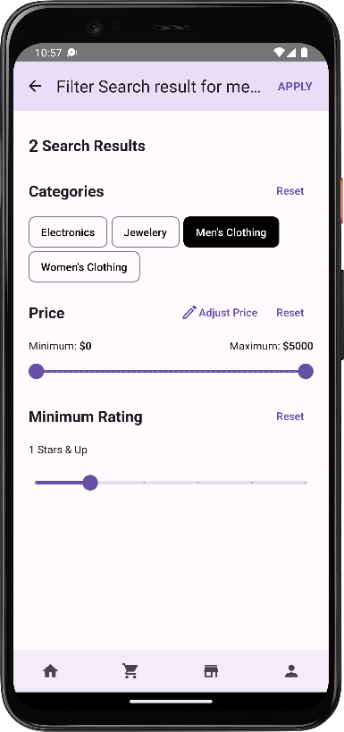 10:57
Filter Search result for me... APPLY
2 Search Results
Categories Reset
Electronics Jewelery Men's Clothing
Women's Clothing
Price Adjust Price Reset
Minimum: $0 Maximum: $5000
Minimum Rating Reset
1 Stars & Up